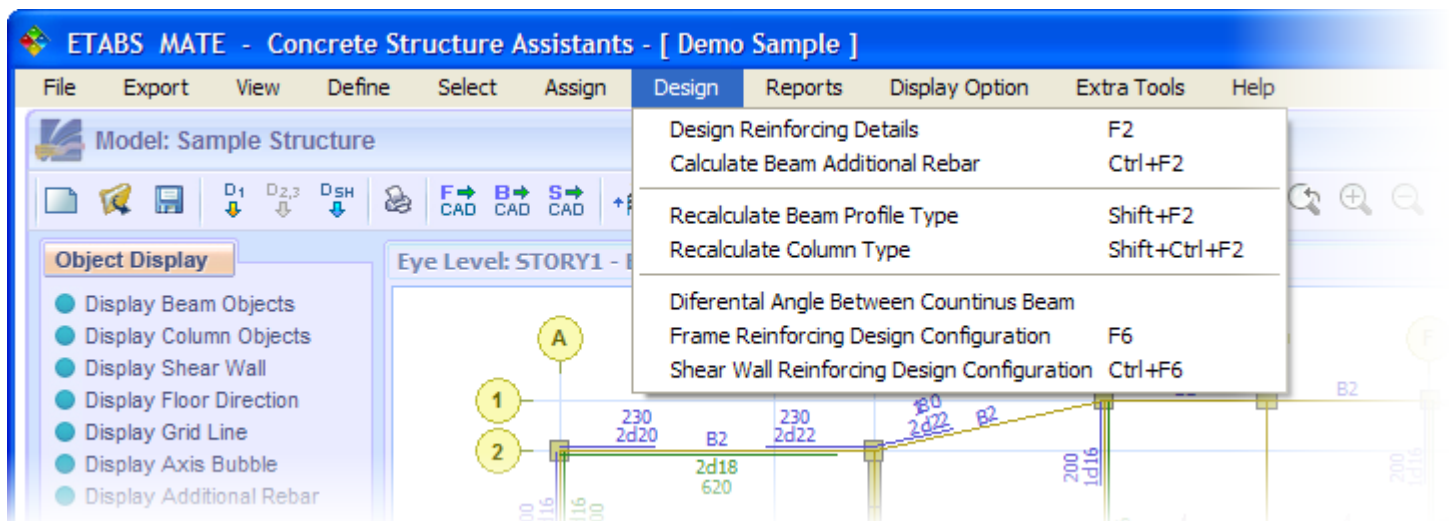 ETABS MATE - Concrete Structure Assistants - [ Demo Sample ]
File Export View Define Select Assign Design Reports Display Option Extra Tools Help
Model: Sample Structure
D1 D2,3 DSH F CAD B CAD S CAD
Design Reinforcing Details F2
Calculate Beam Additional Rebar Ctrl+F2
Recalculate Beam Profile Type Shift+F2
Recalculate Column Type Shift+Ctrl+F2
Diferental Angle Between Countinus Beam
Frame Reinforcing Design Configuration F6
Shear Wall Reinforcing Design Configuration Ctrl+F6
Object Display
Display Beam Objects
Display Column Objects
Display Shear Wall
Display Floor Direction
Display Grid Line
Display Axis Bubble
Display Additional Rebar
Eye Level: STORY1 -
A
F
1
2
230
2d20
B2
230
2d22
2d18
620
180
2d22
B2
B2
200
1d16
200